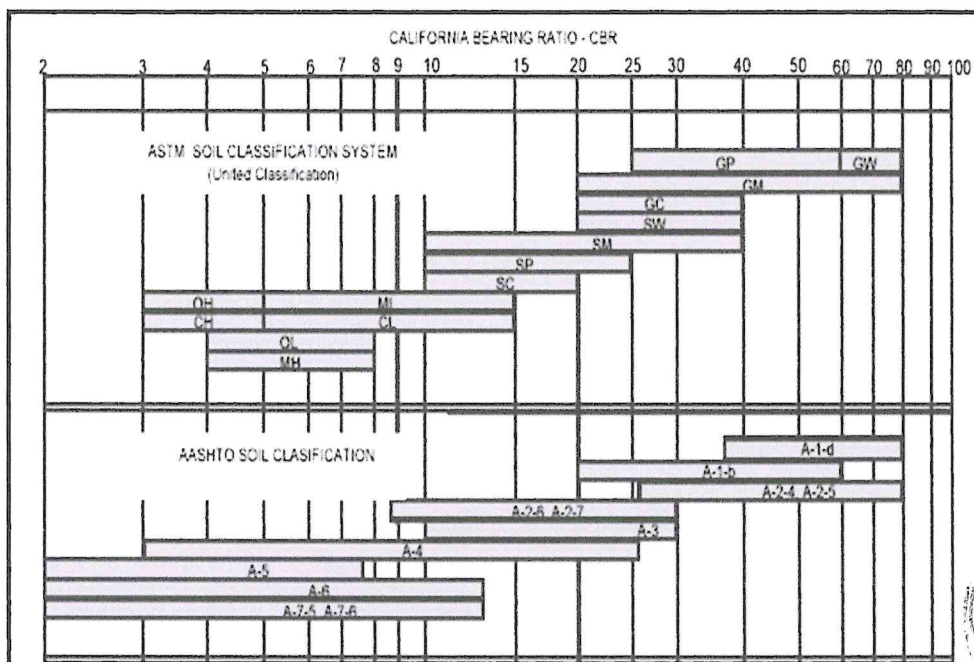 CALIFORNIA BEARING RATIO - CBR
2 3 4 5 6 7 8 9 10 15 20 25 30 40 50 60 70 80 90 100
ASTM SOIL CLASSIFICATION SYSTEM
(United Classification)
GP GW
GM
GC
SW
SM
SP
SC
OH ML
CH CL
OL
MH
AASHTO SOIL CLASIFICATION
A-1-d
A-1-b
A-2-4, A-2-5
A-2-6, A-2-7
A-3
A-4
A-5
A-6
A-7-5, A-7-6